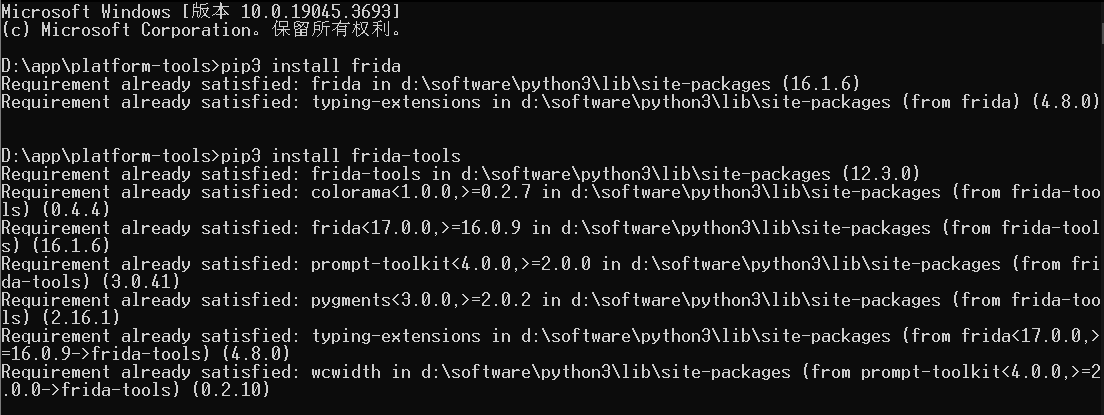 Microsoft Windows [版本 10.0.19045.3693]
(c) Microsoft Corporation。保留所有权利。
D:\app\platform-tools>pip3 install frida
Requirement already satisfied: frida in d:\software\python3\lib\site-packages (16.1.6)
Requirement already satisfied: typing-extensions in d:\software\python3\lib\site-packages (from frida) (4.8.0)
D:\app\platform-tools>pip3 install frida-tools
Requirement already satisfied: frida-tools in d:\software\python3\lib\site-packages (12.3.0)
Requirement already satisfied: colorama<1.0.0,>=0.2.7 in d:\software\python3\lib\site-packages (from frida-too
ls) (0.4.4)
Requirement already satisfied: frida<17.0.0,>=16.0.9 in d:\software\python3\lib\site-packages (from frida-tool
s) (16.1.6)
Requirement already satisfied: prompt-toolkit<4.0.0,>=2.0.0 in d:\software\python3\lib\site-packages (from fri
da-tools) (3.0.41)
Requirement already satisfied: pygments<3.0.0,>=2.0.2 in d:\software\python3\lib\site-packages (from frida-too
ls) (2.16.1)
Requirement already satisfied: typing-extensions in d:\software\python3\lib\site-packages (from frida<17.0.0,>
=16.0.9->frida-tools) (4.8.0)
Requirement already satisfied: wcwidth in d:\software\python3\lib\site-packages (from prompt-toolkit<4.0.0,>=2
.0.0->frida-tools) (0.2.10)